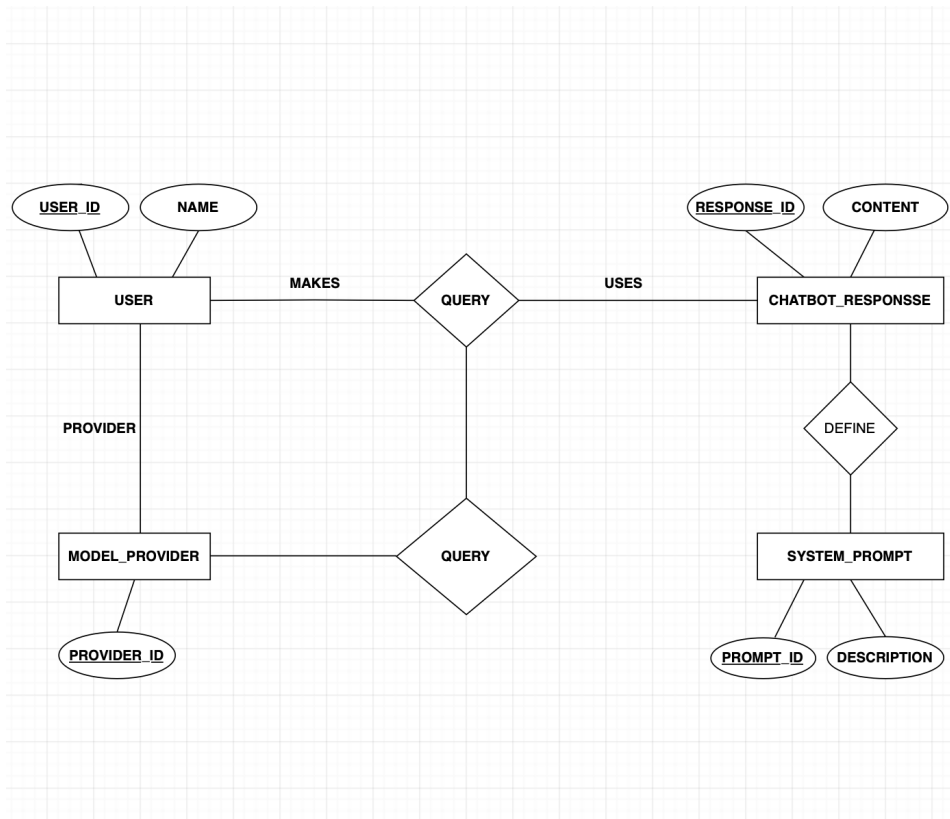 USER_ID
NAME
RESPONSE_ID
CONTENT
USER
MAKES
QUERY
USES
CHATBOT_RESPONSSE
PROVIDER
DEFINE
MODEL_PROVIDER
QUERY
SYSTEM_PROMPT
PROVIDER_ID
PROMPT_ID
DESCRIPTION